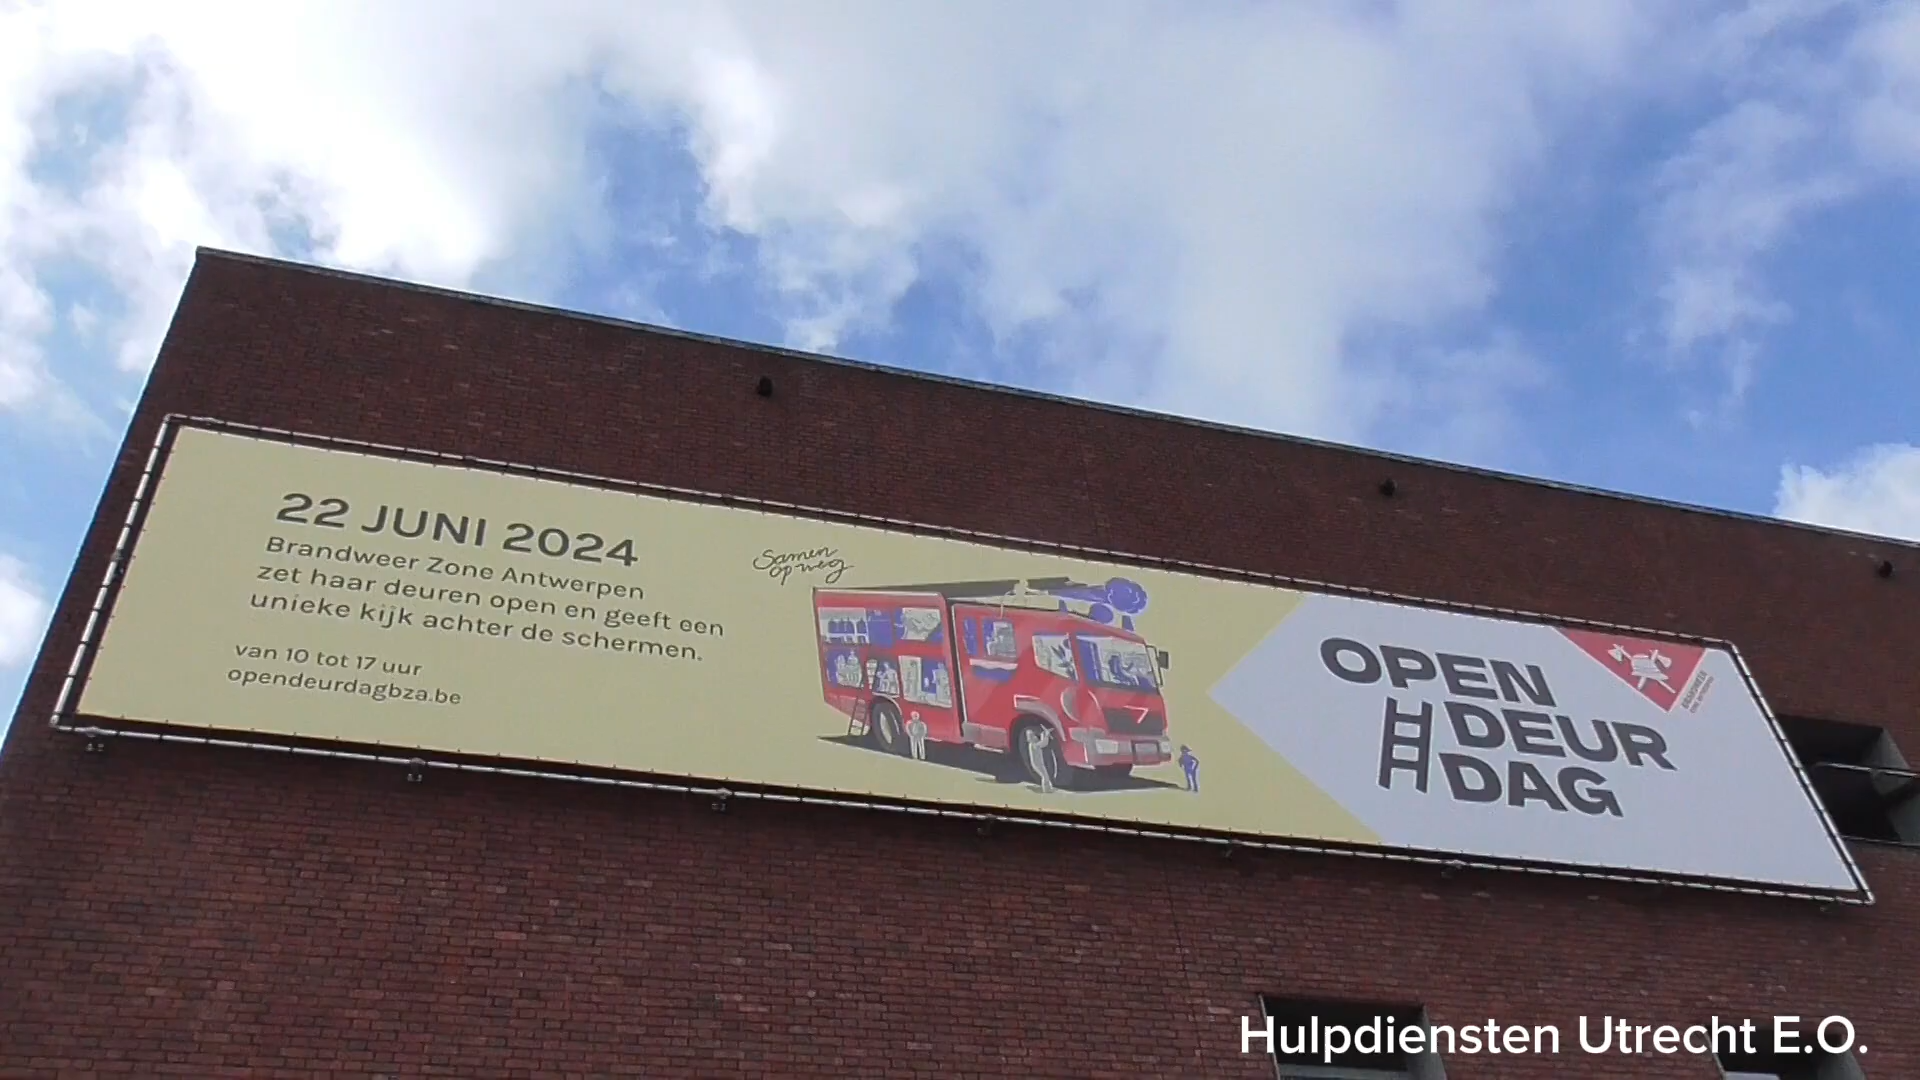 22 JUNI 2024
Brandweer Zone Antwerpen
zet haar deuren open en geeft een
unieke kijk achter de schermen.
van 10 tot 17 uur
opendeurdagbza.be
Samen
op weg
OPEN
DEUR
DAG
BRANDWEER
Hulpdiensten Utrecht E.O.